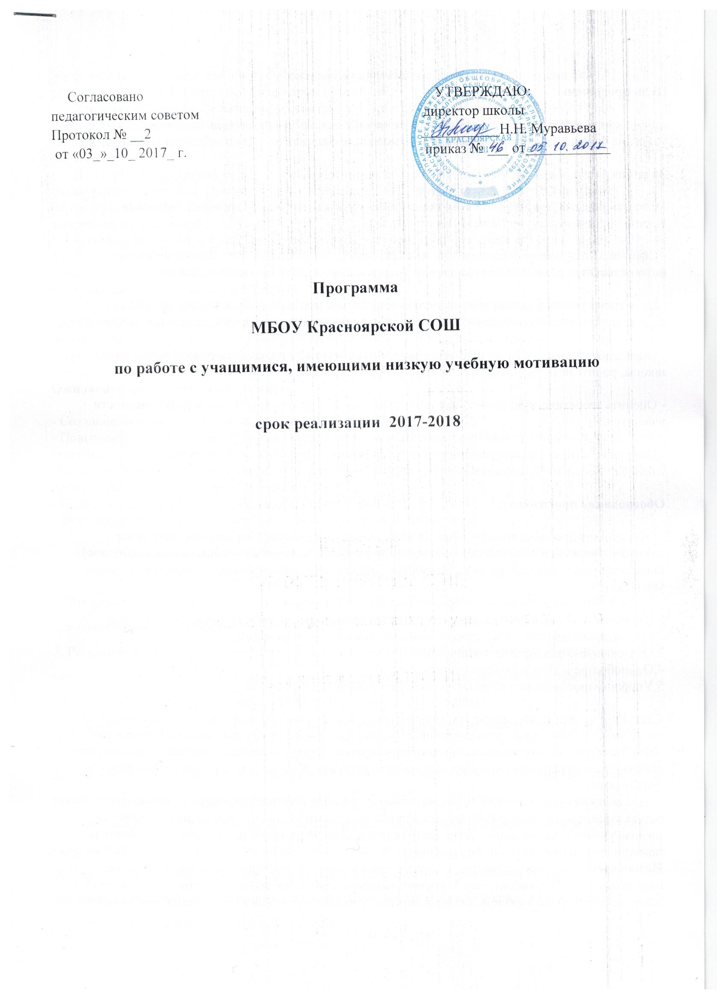 Согласовано
педагогическим советом
Протокол № __2
от «03_»_10_ 2017_ г.
УТВЕРЖДАЮ:
директор школы
Н.Н. Муравьева
приказ № 46 от 05. 10. 2017
КРАСНОЯРСКАЯ
Программа
МБОУ Красноярской СОШ
по работе с учащимися, имеющими низкую учебную мотивацию
срок реализации 2017-2018